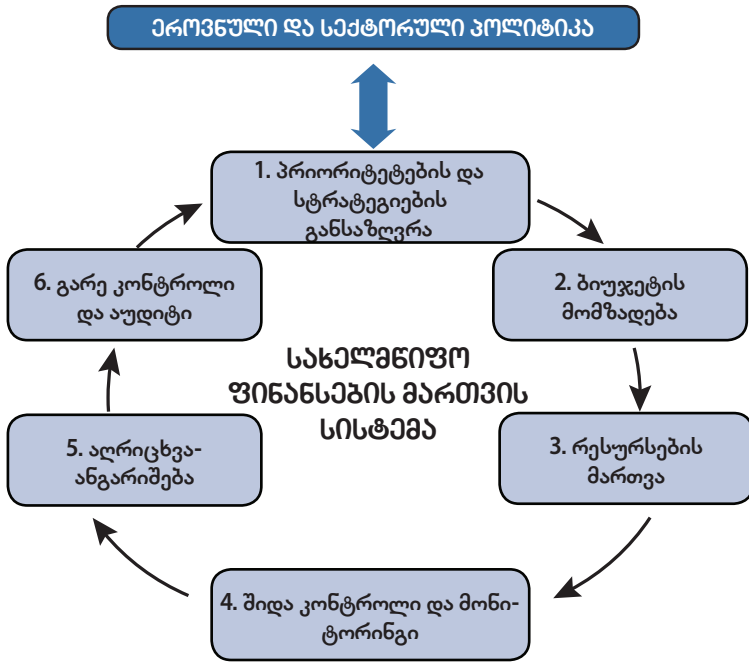 ეროვნული და სექტორული პოლიტიკა
1. პრიორიტეტების და
სტრატეგიების
განსაზღვრა
2. ბიუჯეტის
მომზადება
3. რესურსების
მართვა
4. შიდა კონტროლი და მონი-
ტორინგი
5. აღრიცხვა-
ანგარიშება
6. გარე კონტროლი
და აუდიტი
სახელმწიფო
ფინანსების მართვის
სისტემა